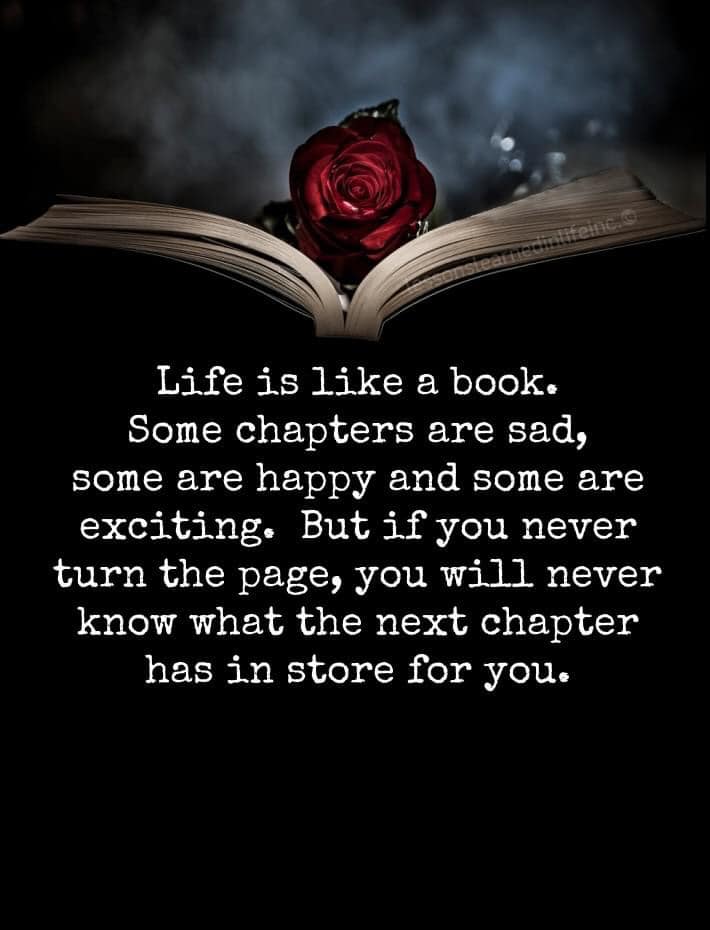 lessonslearnedinlifeinc.©
Life is like a book.
Some chapters are sad,
some are happy and some are
exciting. But if you never
turn the page, you will never
know what the next chapter
has in store for you.